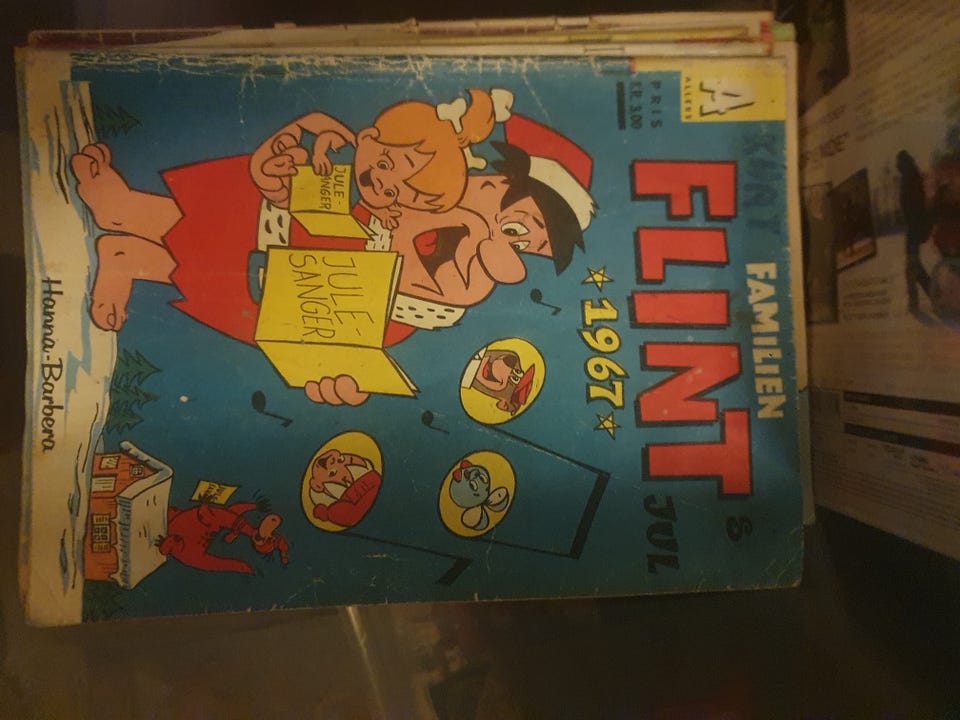 A
ALLERS
PRIS
KR. 3.00
FAMILIEN
FLINT'S
JUL
★1967★
JULE-
SANGER
JULE-
SANGER
Hanna-Barbera